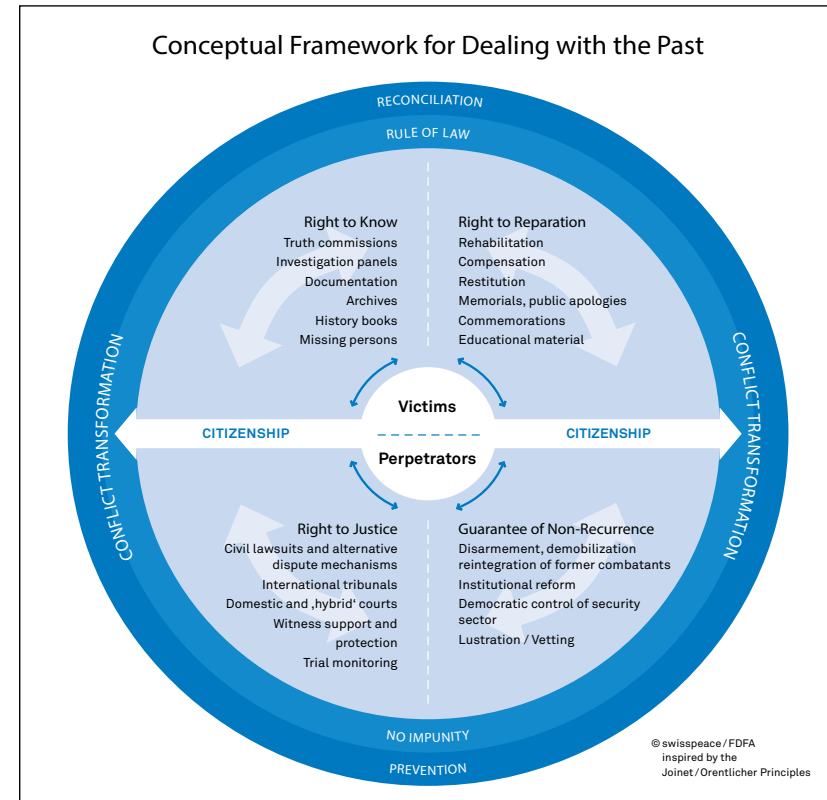 Conceptual Framework for Dealing with the Past
RECONCILIATION
RULE OF LAW
Right to Know
Truth commissions
Investigation panels
Documentation
Archives
History books
Missing persons
Right to Reparation
Rehabilitation
Compensation
Restitution
Memorials, public apologies
Commemorations
Educational material
CONFLICT TRANSFORMATION
CONFLICT TRANSFORMATION
Victims
CITIZENSHIP
CITIZENSHIP
Perpetrators
Right to Justice
Civil lawsuits and alternative
dispute mechanisms
International tribunals
Domestic and ‚hybrid‘ courts
Witness support and
protection
Trial monitoring
Guarantee of Non-Recurrence
Disarmement, demobilization
reintegration of former combatants
Institutional reform
Democratic control of security
sector
Lustration / Vetting
NO IMPUNITY
PREVENTION
© swisspeace / FDFA
inspired by the
Joinet / Orentlicher Principles